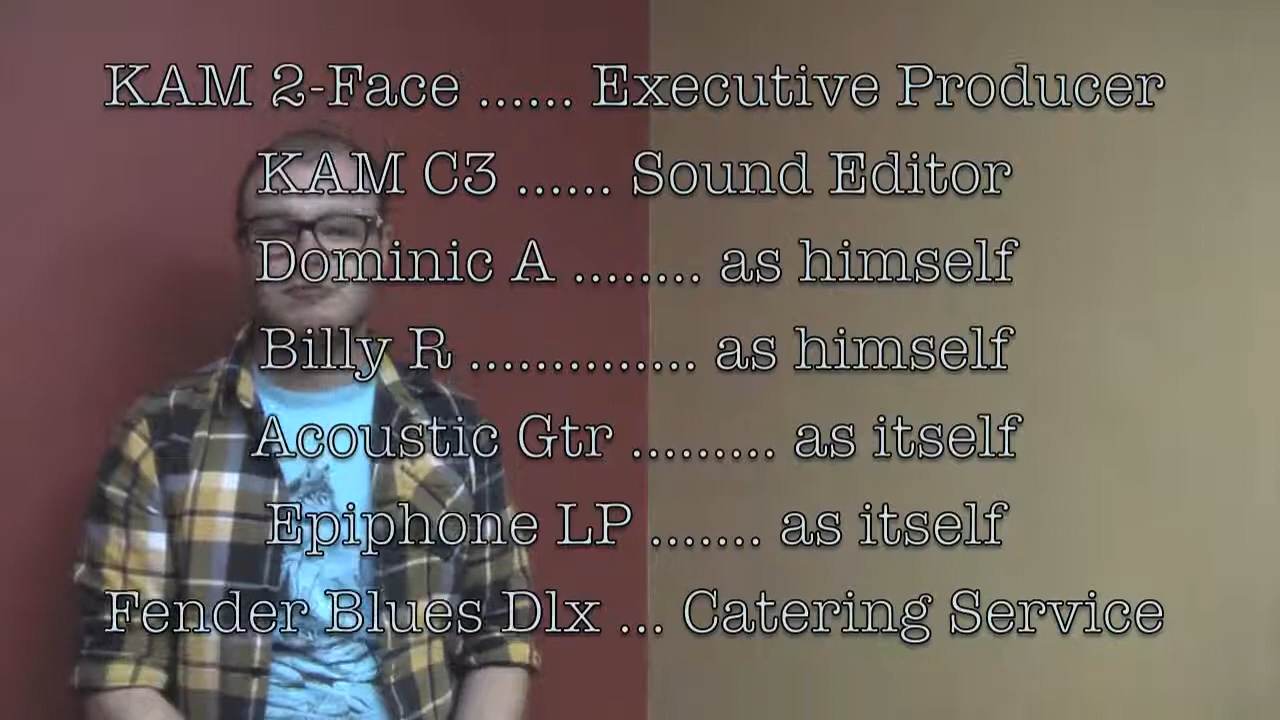 KAM 2-Face ...... Executive Producer
KAM C3 ...... Sound Editor
Dominic A ........ as himself
Billy R .............. as himself
Acoustic Gtr ......... as itself
Epiphone LP ....... as itself
Fender Blues Dlx ... Catering Service